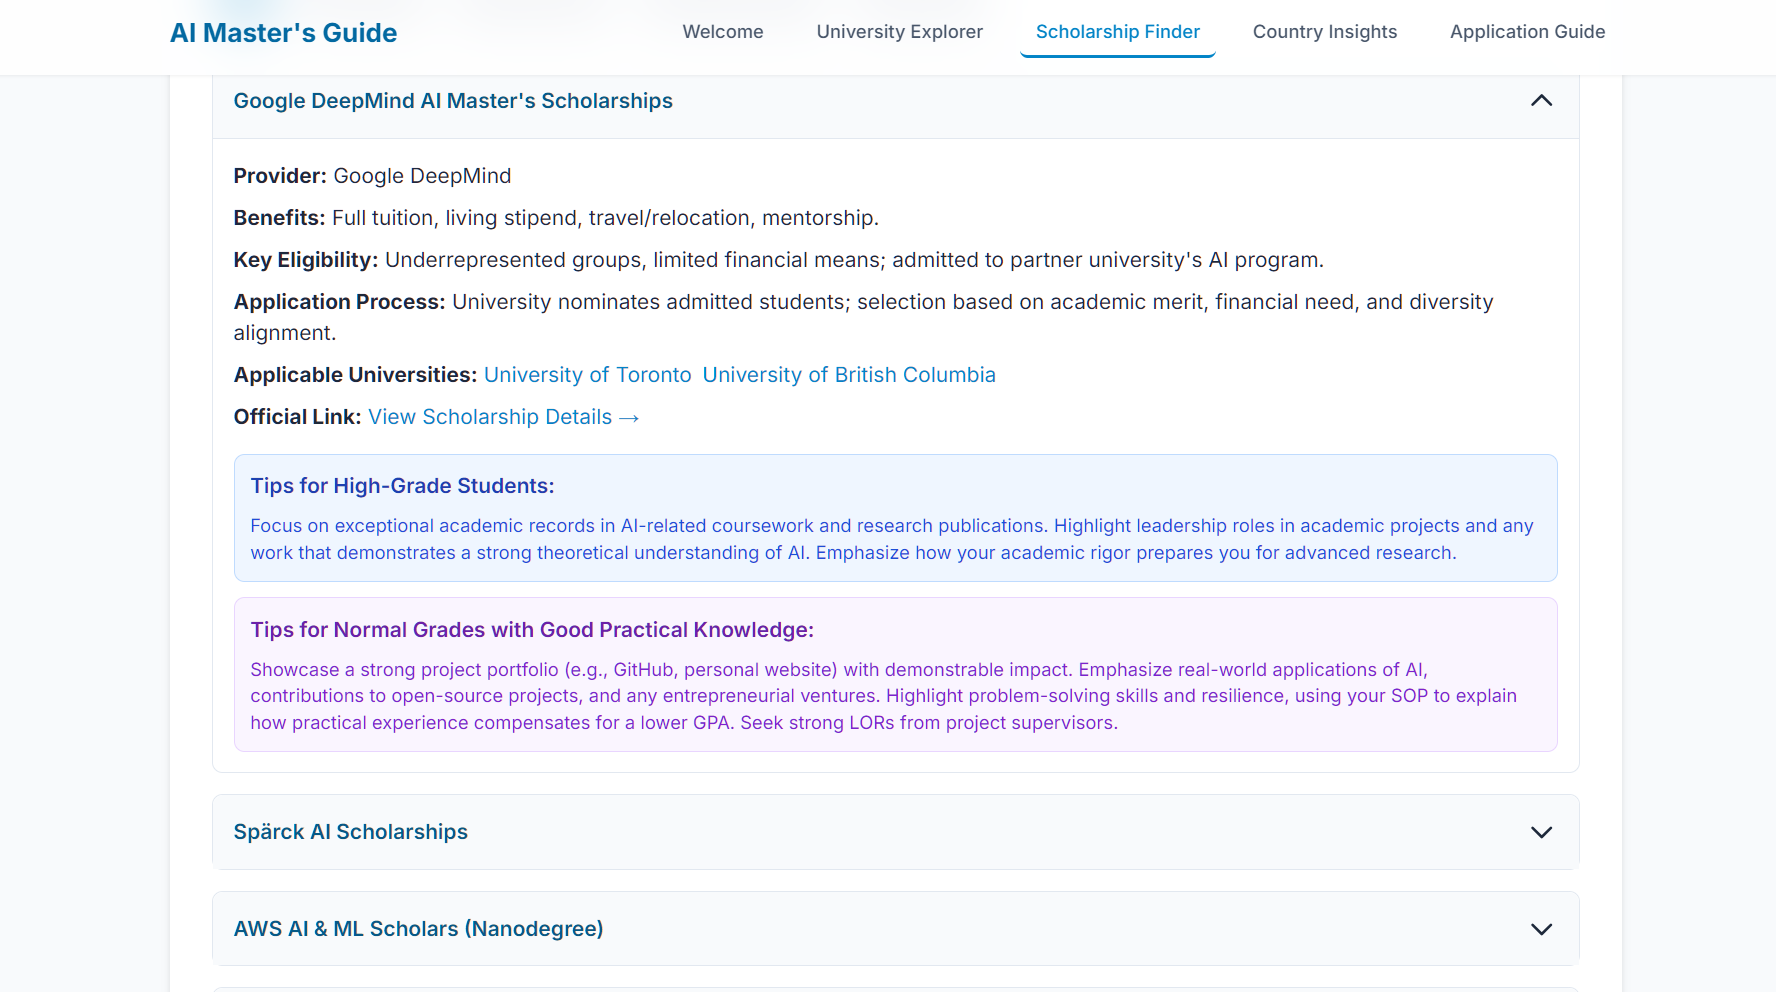 AI Master's Guide
Welcome
University Explorer
Scholarship Finder
Country Insights
Application Guide
Google DeepMind AI Master's Scholarships
Provider: Google DeepMind
Benefits: Full tuition, living stipend, travel/relocation, mentorship.
Key Eligibility: Underrepresented groups, limited financial means; admitted to partner university's AI program.
Application Process: University nominates admitted students; selection based on academic merit, financial need, and diversity
alignment.
Applicable Universities: University of Toronto University of British Columbia
Official Link: View Scholarship Details →
Tips for High-Grade Students:
Focus on exceptional academic records in AI-related coursework and research publications. Highlight leadership roles in academic projects and any
work that demonstrates a strong theoretical understanding of AI. Emphasize how your academic rigor prepares you for advanced research.
Tips for Normal Grades with Good Practical Knowledge:
Showcase a strong project portfolio (e.g., GitHub, personal website) with demonstrable impact. Emphasize real-world applications of AI,
contributions to open-source projects, and any entrepreneurial ventures. Highlight problem-solving skills and resilience, using your SOP to explain
how practical experience compensates for a lower GPA. Seek strong LORs from project supervisors.
Spärck AI Scholarships
AWS AI & ML Scholars (Nanodegree)